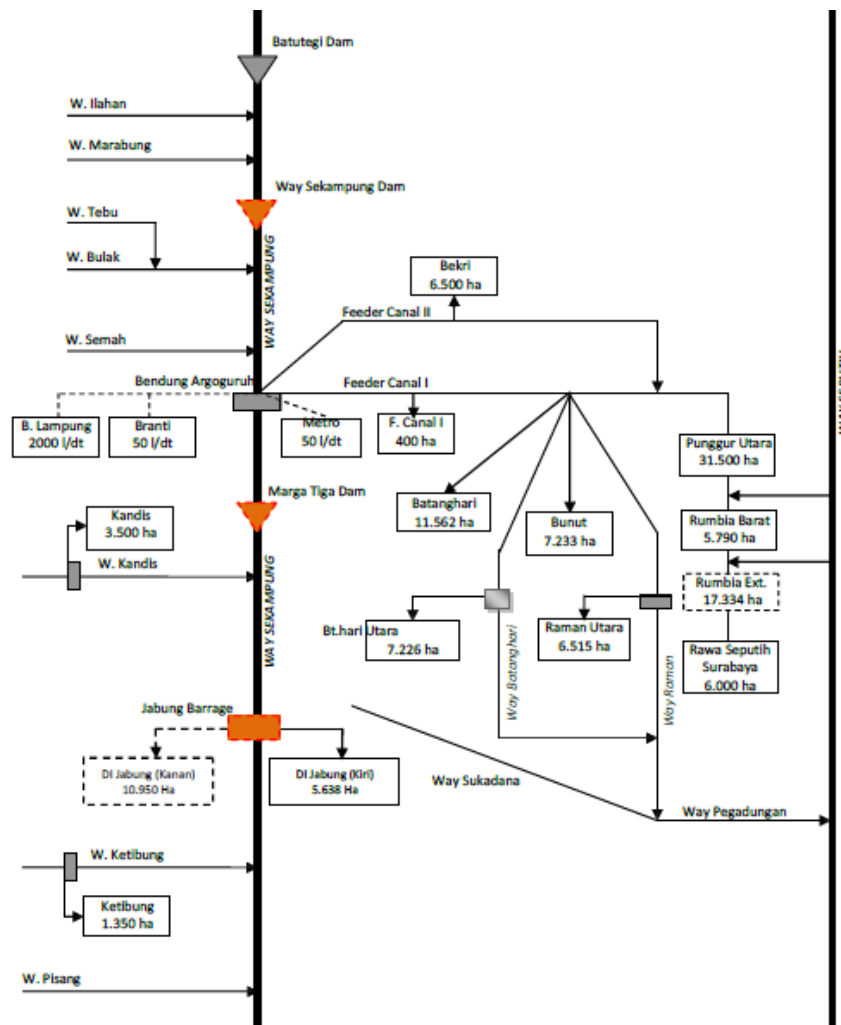 Batutegi Dam
W. Ilahan
W. Marabung
Way Sekampung Dam
W. Tebu
W. Bulak
WAY SEKAMPUNG
Bekri
6.500 ha
Feeder Canal II
W. Semah
Bendung Argoguruh
Feeder Canal I
B. Lampung
2000 l/dt
Branti
50 l/dt
Metro
50 l/dt
F. Canal I
400 ha
Punggur Utara
31.500 ha
Marga Tiga Dam
Batanghari
11.562 ha
Bunut
7.233 ha
Kandis
3.500 ha
Rumbia Barat
5.790 ha
W. Kandis
WAY SEKAMPUNG
Rumbia Ext.
17.334 ha
Bt.hari Utara
7.226 ha
Raman Utara
6.515 ha
Rawa Seputih
Surabaya
6.000 ha
Way Batanghari
Way Raman
Jabung Barrage
DI Jabung (Kanan)
10.950 Ha
DI Jabung (Kiri)
5.638 Ha
Way Sukadana
Way Pegadungan
W. Ketibung
Ketibung
1.350 ha
W. Pisang